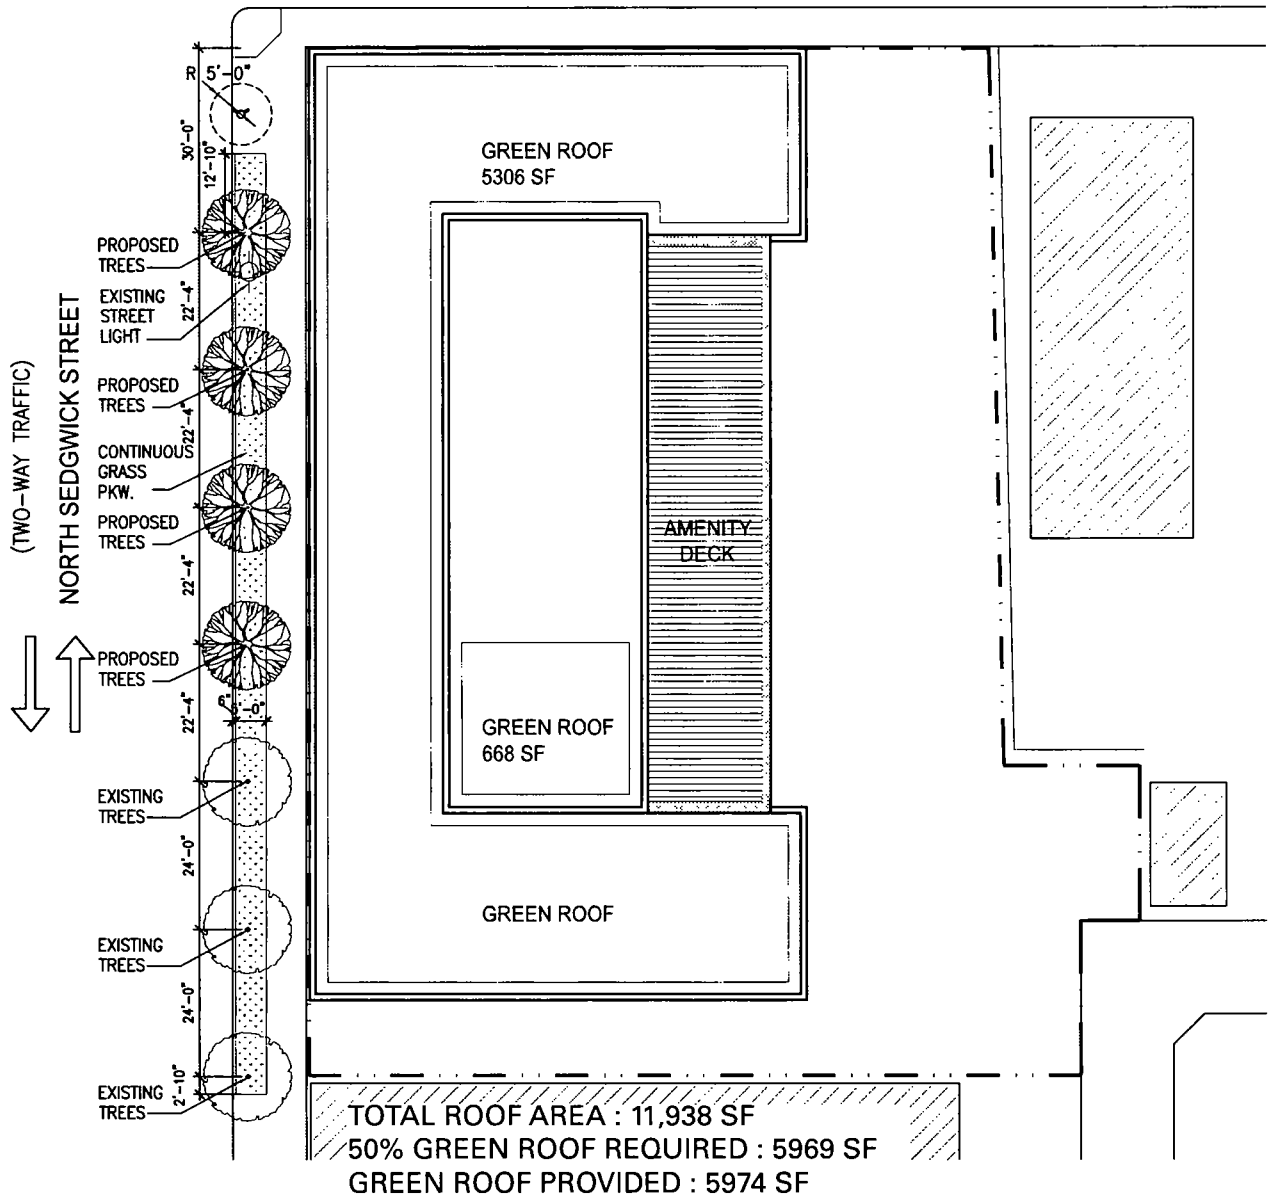 R 5'-0"
30'-0"
12'-10"
GREEN ROOF
5306 SF
PROPOSED
TREES
EXISTING
STREET
LIGHT
22'-4"
PROPOSED
TREES
22'-4"
CONTINUOUS
GRASS
PKW.
PROPOSED
TREES
22'-4"
(TWO-WAY TRAFFIC)
NORTH SEDGWICK STREET
AMENITY
DECK
PROPOSED
TREES
6"
5'-0"
22'-4"
GREEN ROOF
668 SF
EXISTING
TREES
24'-0"
GREEN ROOF
EXISTING
TREES
24'-0"
EXISTING
TREES
2'-10"
TOTAL ROOF AREA : 11,938 SF
50% GREEN ROOF REQUIRED : 5969 SF
GREEN ROOF PROVIDED : 5974 SF